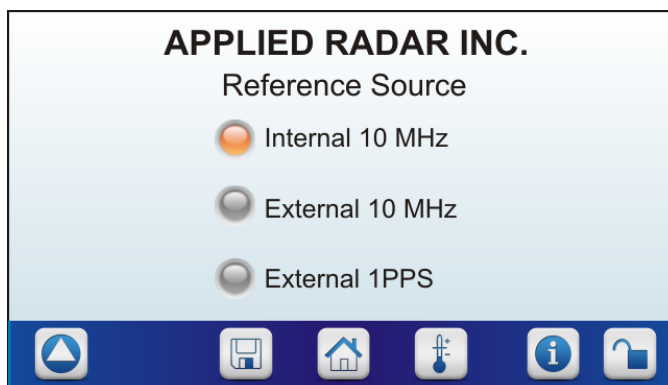 APPLIED RADAR INC.
Reference Source
Internal 10 MHz
External 10 MHz
External 1PPS